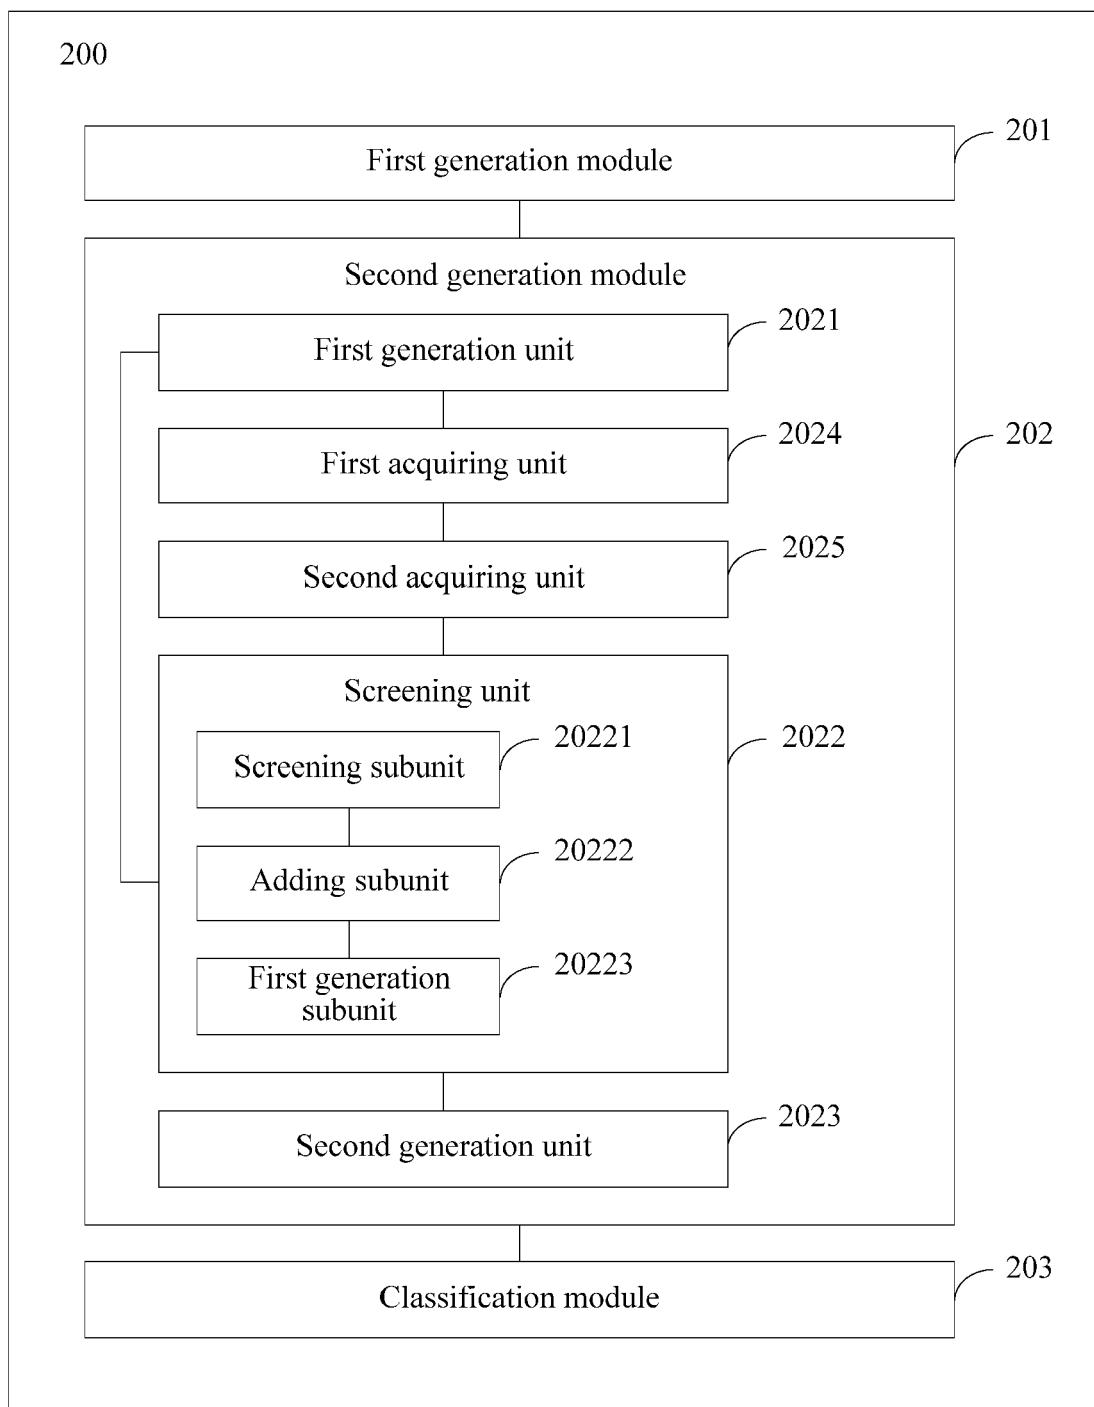 200
First generation module
201
Second generation module
First generation unit
2021
First acquiring unit
2024
202
Second acquiring unit
2025
Screening unit
2022
Screening subunit
20221
Adding subunit
20222
First generation
subunit
20223
Second generation unit
2023
Classification module
203